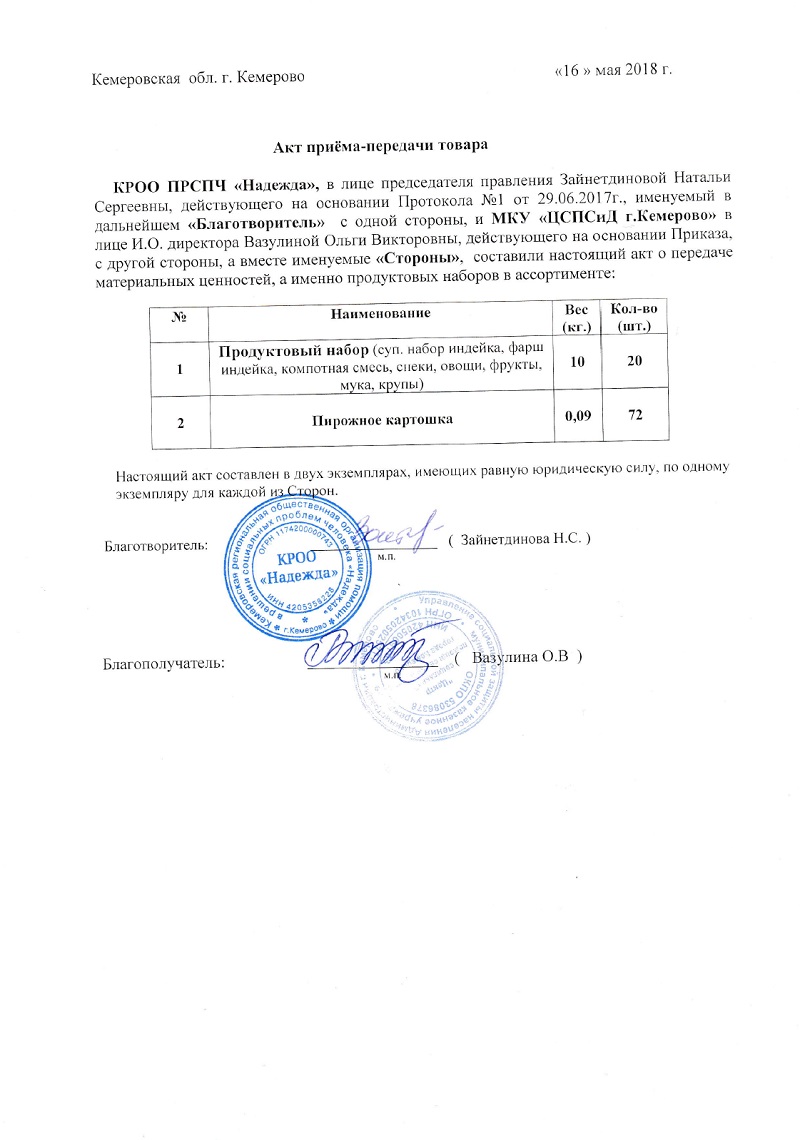 Кемеровская обл. г. Кемерово «16 » мая 2018 г.
Акт приёма-передачи товара
КРОО ПРСПЧ «Надежда», в лице председателя правления Зайнетдиновой Натальи
Сергеевны, действующего на основании Протокола №1 от 29.06.2017г., именуемый в
дальнейшем «Благотворитель» с одной стороны, и МКУ «ЦСПСиД г.Кемерово» в
лице И.О. директора Вазулиной Ольги Викторовны, действующего на основании Приказа,
с другой стороны, а вместе именуемые «Стороны», составили настоящий акт о передаче
материальных ценностей, а именно продуктовых наборов в ассортименте:
№ Наименование Вес (кг.) Кол-во (шт.)
1 Продуктовый набор (суп. набор индейка, фарш
индейка, компотная смесь, снеки, овощи, фрукты,
мука, крупы) 10 20
2 Пирожное картошка 0,09 72
Настоящий акт составлен в двух экземплярах, имеющих равную юридическую силу, по одному
экземпляру для каждой из Сторон.
Благотворитель: ( Зайнетдинова Н.С. )
м.п.
Кемеровская региональная общественная организация помощи
в решении социальных проблем человека «Надежда»
г.Кемерово
ОГРН 1174200000743
КРОО
«Надежда»
ИНН 4205358228
Благополучатель: ( Вазулина О.В )
м.п.
Управление социальной защиты населения
казенное
ОКПО 53086378
"Центр